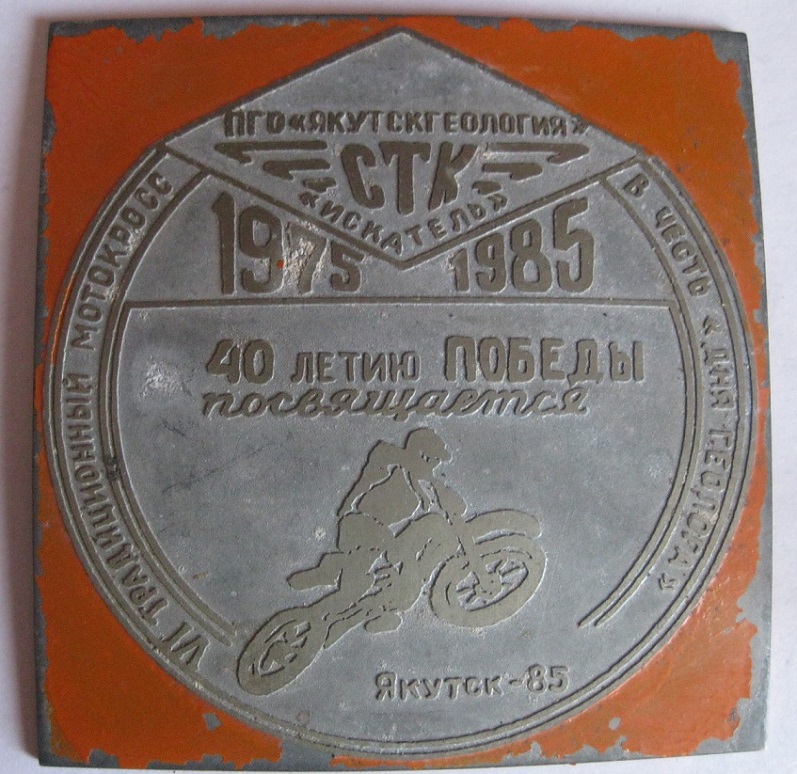 ПГО «ЯКУТСКГЕОЛОГИЯ»
СТК
«ИСКАТЕЛЬ»
1975 1985
VI ТРАДИЦИОННЫЙ МОТОКРОСС
В ЧЕСТЬ «ДНЯ ГЕОЛОГА»
40 ЛЕТИЮ ПОБЕДЫ
посвящается
ЯКУТСК-85